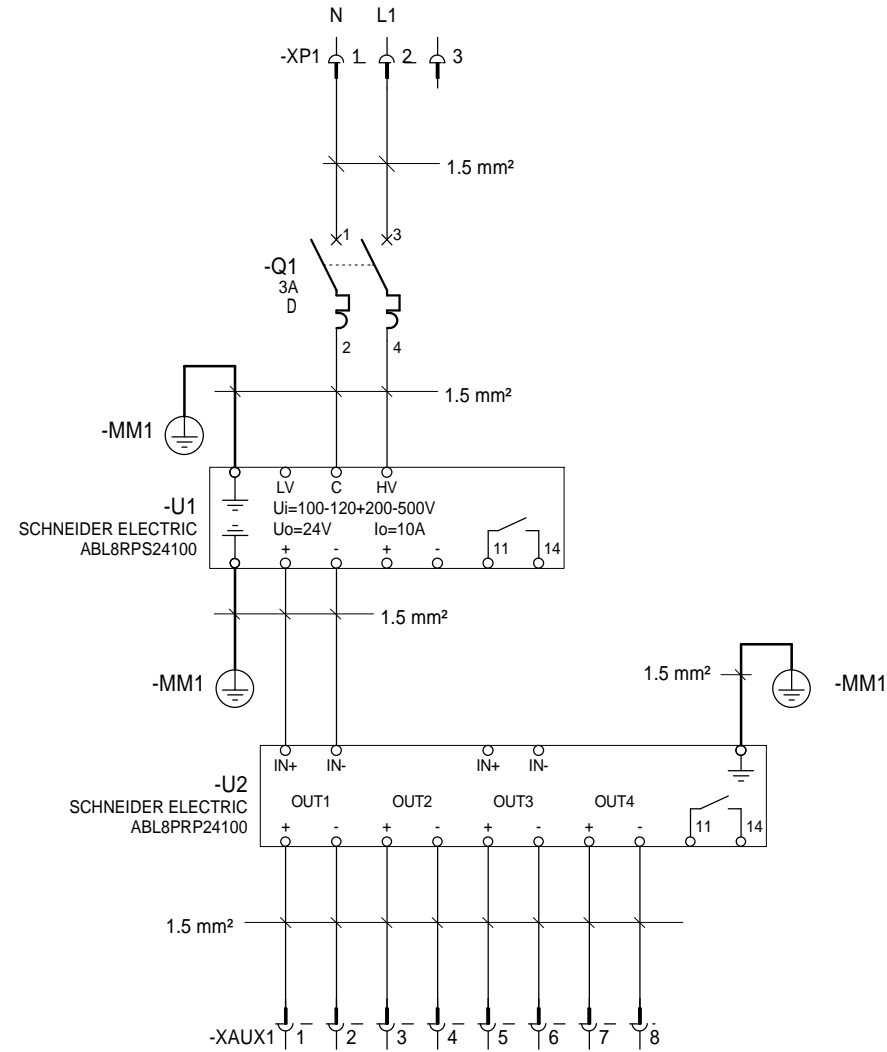 N L1
-XP1 1 2 3
1.5 mm²
1 3
-Q1
3A
D
2 4
1.5 mm²
-MM1
LV C HV
-U1
Ui=100-120+200-500V
SCHNEIDER ELECTRIC
Uo=24V Io=10A
ABL8RPS24100
+ - + - 11 14
1.5 mm²
-MM1
1.5 mm²
-MM1
IN+ IN- IN+ IN-
-U2
SCHNEIDER ELECTRIC
OUT1 OUT2 OUT3 OUT4
ABL8PRP24100
+ - + - + - + - 11 14
1.5 mm²
-XAUX1 1 2 3 4 5 6 7 8